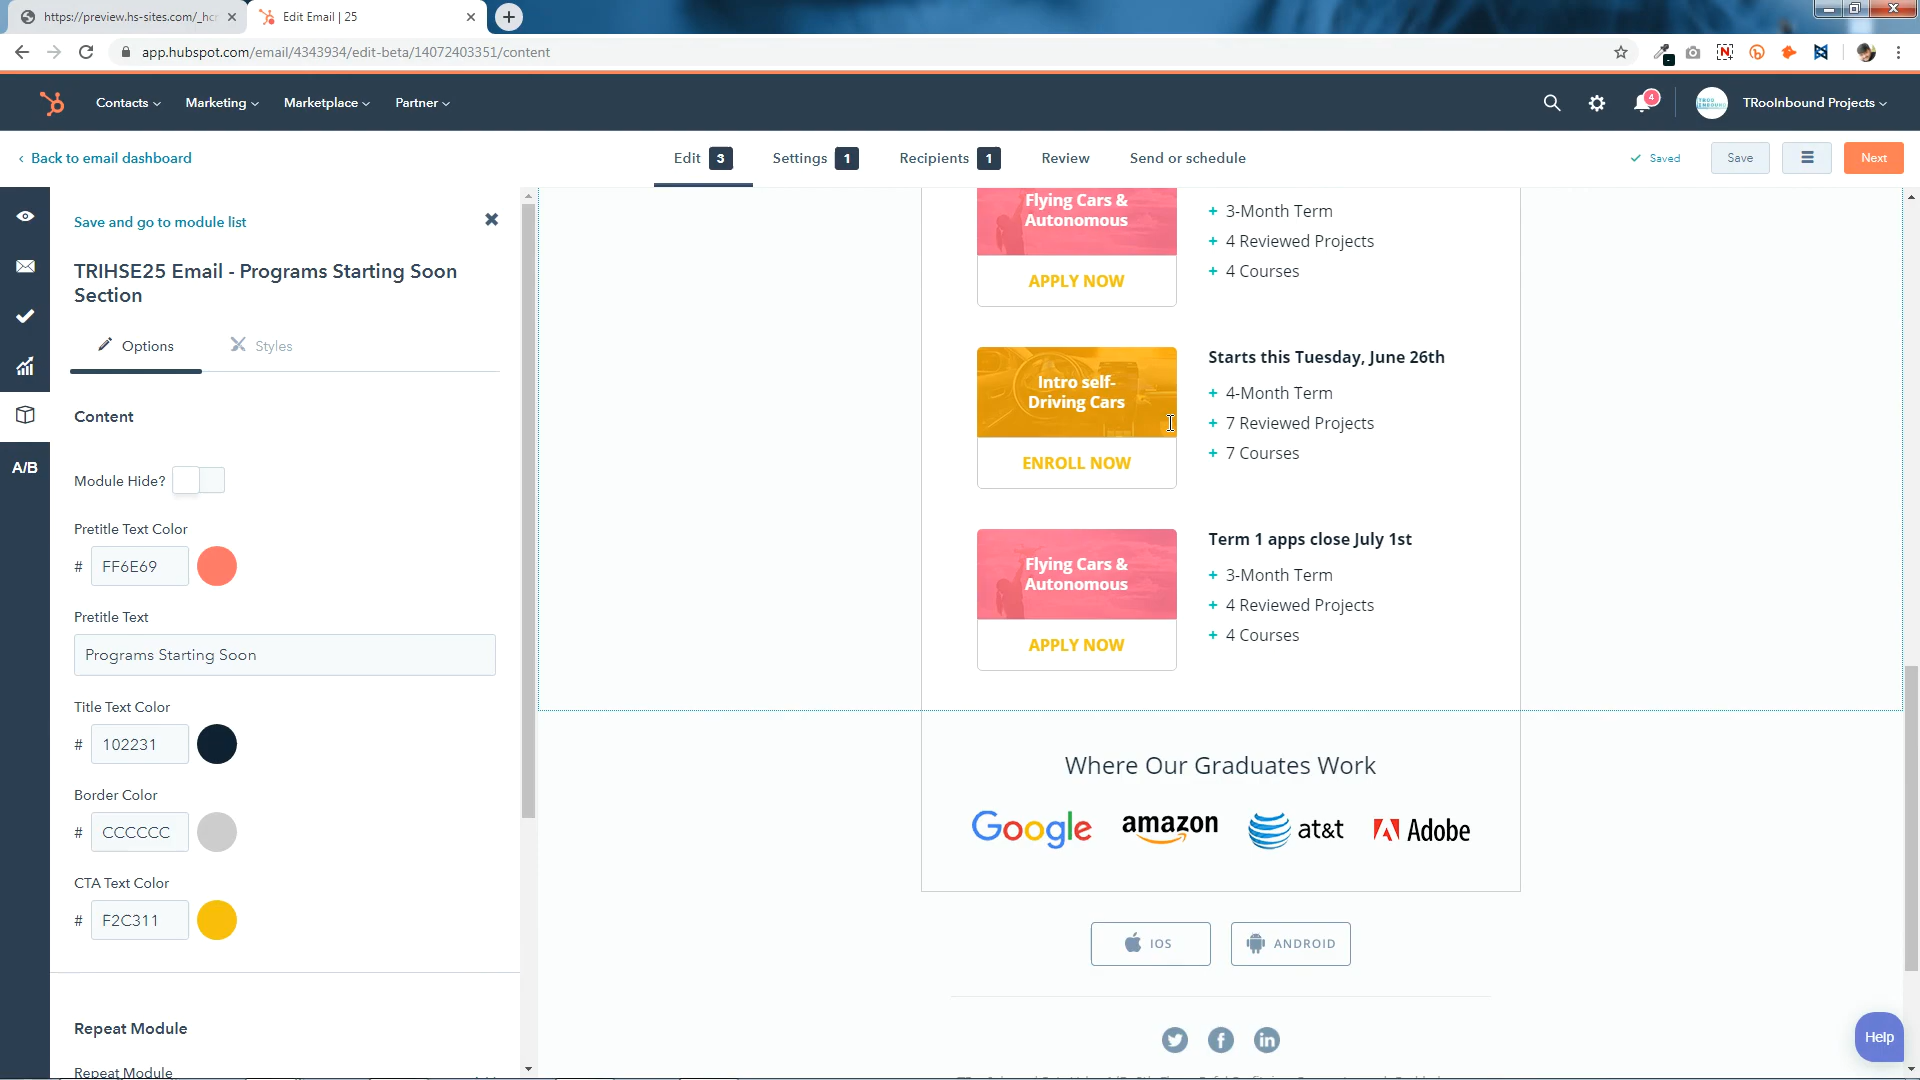 https://preview.hs-sites.com/_hcr
Edit Email | 25
app.hubspot.com/email/4343934/edit-beta/14072403351/content
Contacts
Marketing
Marketplace
Partner
4
TRooInbound Projects
Back to email dashboard
Edit 3
Settings 1
Recipients 1
Review
Send or schedule
Saved
Save
Next
A/B
Save and go to module list
TRIHSE25 Email - Programs Starting Soon
Section
Options
Styles
Content
Module Hide?
Pretitle Text Color
# FF6E69
Pretitle Text
Programs Starting Soon
Title Text Color
# 102231
Border Color
# CCCCCC
CTA Text Color
# F2C311
Repeat Module
Repeat Module
Flying Cars &
Autonomous
APPLY NOW
+ 3-Month Term
+ 4 Reviewed Projects
+ 4 Courses
Intro self-
Driving Cars
ENROLL NOW
Starts this Tuesday, June 26th
+ 4-Month Term
+ 7 Reviewed Projects
+ 7 Courses
Flying Cars &
Autonomous
APPLY NOW
Term 1 apps close July 1st
+ 3-Month Term
+ 4 Reviewed Projects
+ 4 Courses
Where Our Graduates Work
Google
amazon
at&t
Adobe
IOS
ANDROID
Help